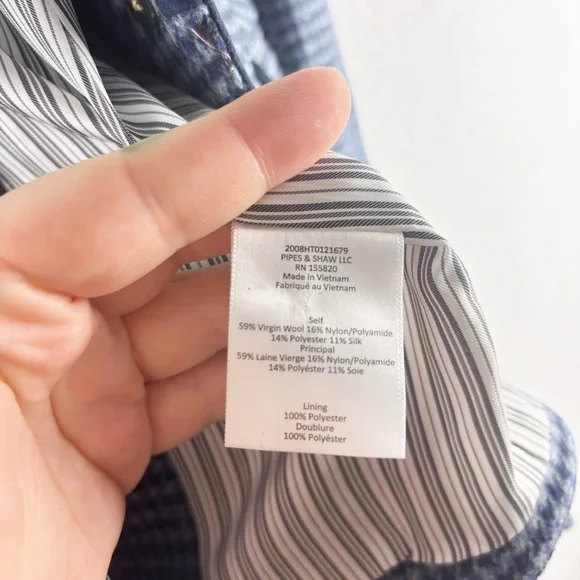 2008HT0121679
PIPES & SHAW LLC
RN 155820
Made in Vietnam
Fabriqué au Vietnam
Self
59% Virgin Wool 16% Nylon/Polyamide
14% Polyester 11% Silk
Principal
59% Laine Vierge 16% Nylon/Polyamide
14% Polyéster 11% Soie
Lining
100% Polyester
Doublure
100% Polyéster